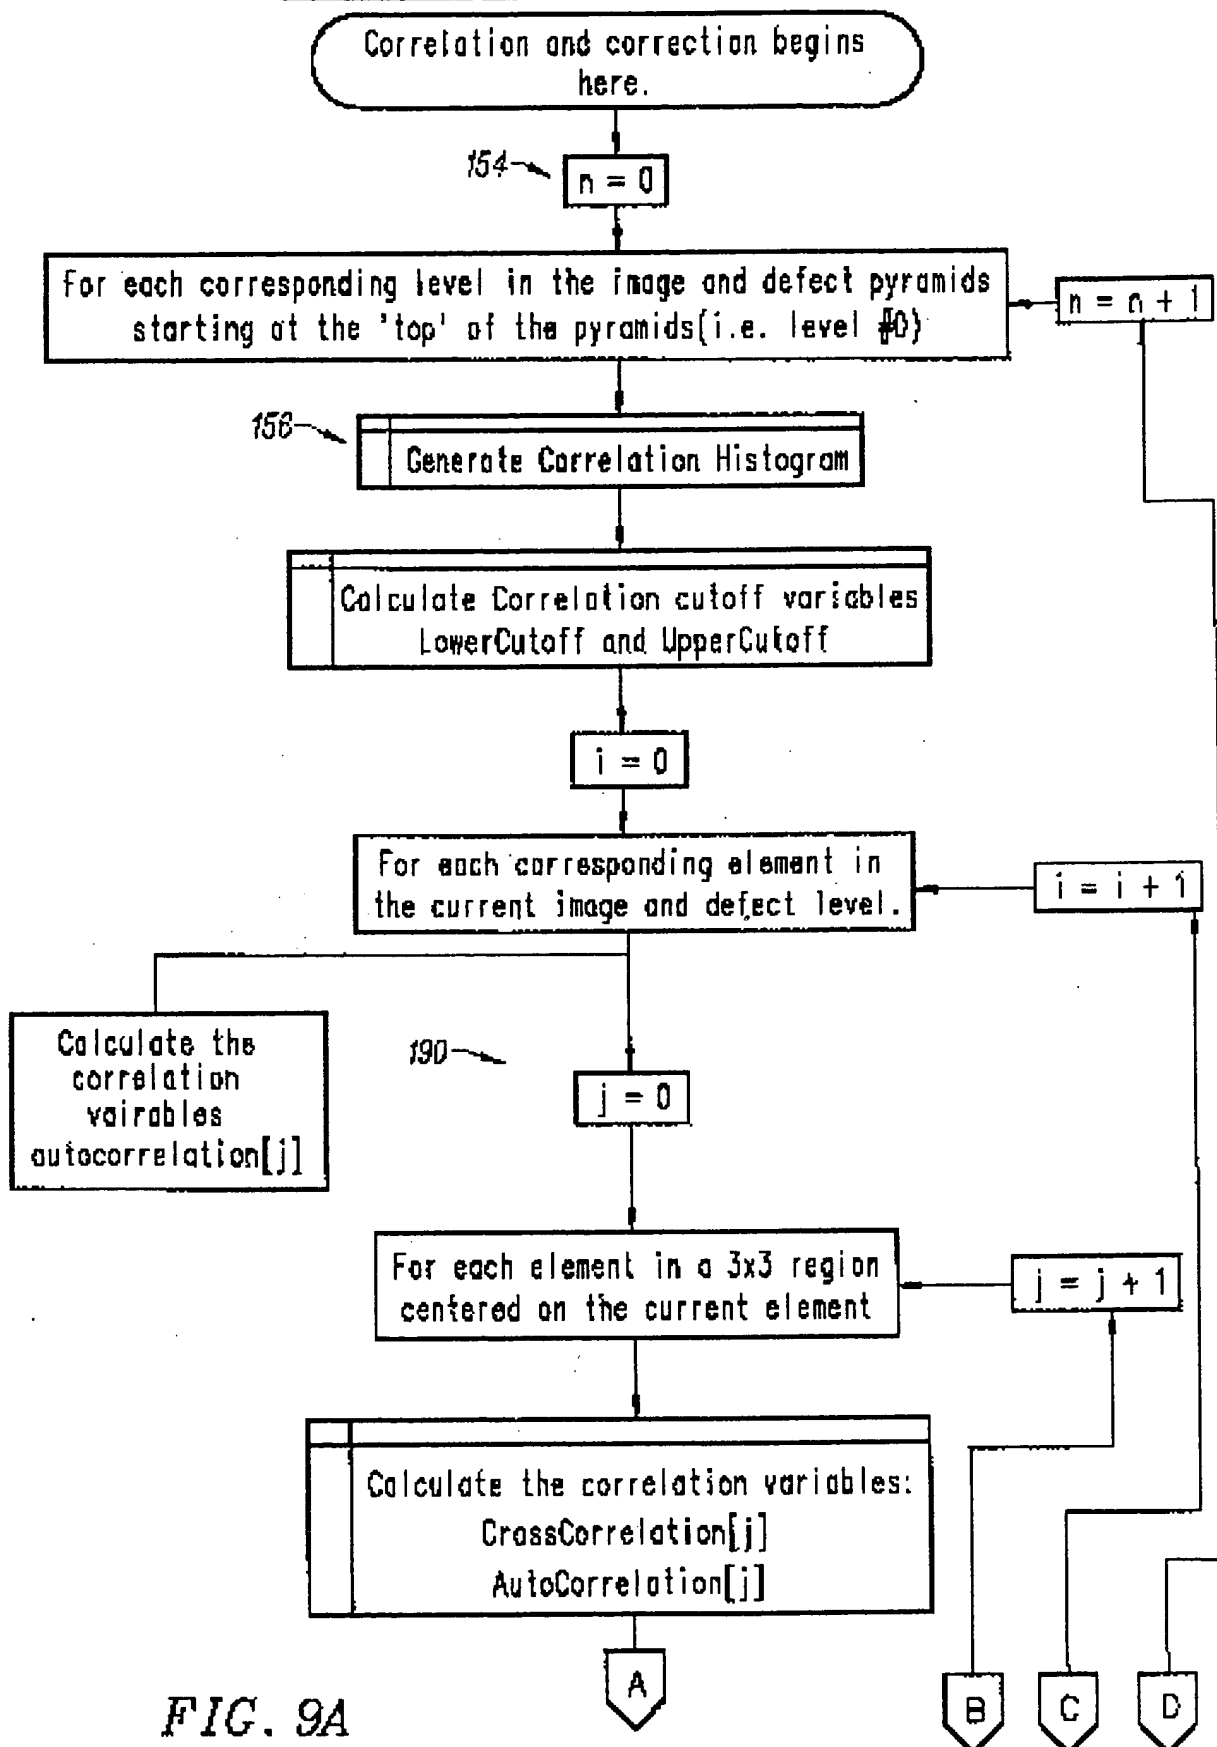 Correlation and correction begins
here.
154
n = 0
For each corresponding level in the image and defect pyramids
starting at the 'top' of the pyramids(i.e. level #0)
n = n + 1
156
Generate Correlation Histogram
Calculate Correlation cutoff variables
LowerCutoff and UpperCutoff
i = 0
For each corresponding element in
the current image and defect level.
i = i + 1
Calculate the
correlation
vairables
autocorrelation[j]
190
j = 0
For each element in a 3x3 region
centered on the current element
j = j + 1
Calculate the correlation variables:
CrossCorrelation[j]
AutoCorrelation[j]
A
B
C
D
FIG. 9A